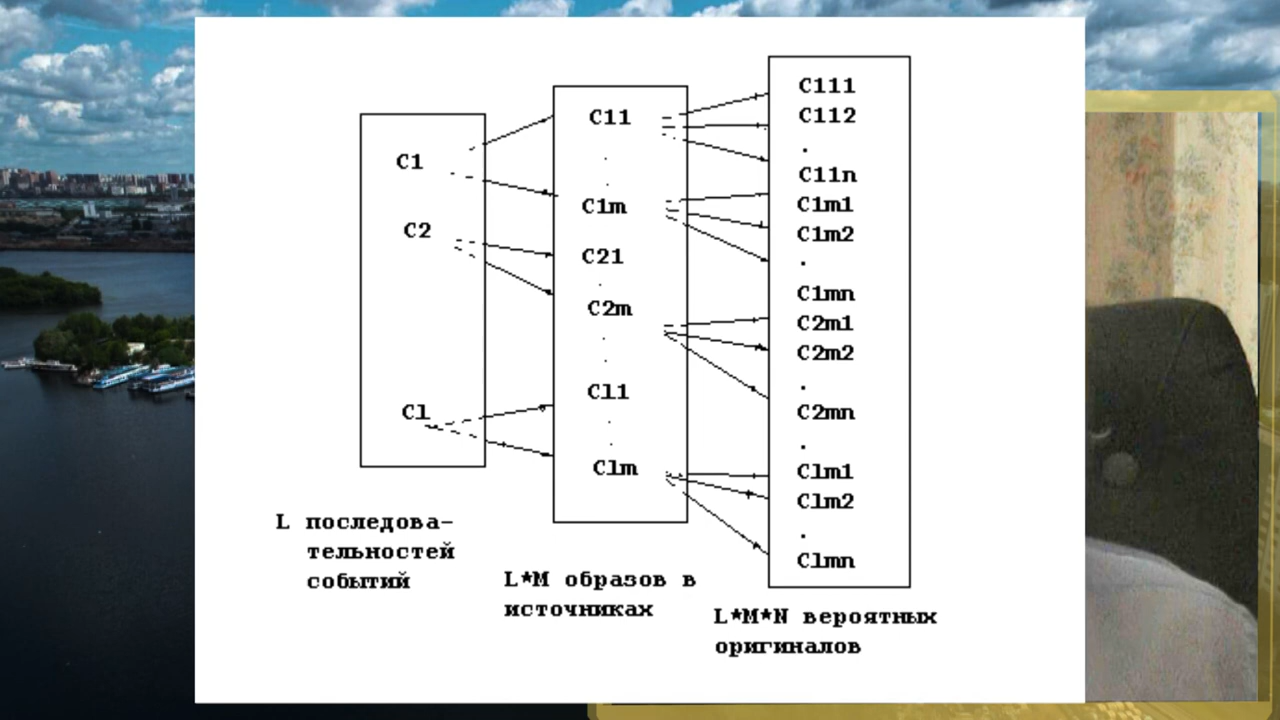 C1
C2
Cl
L последова-
тельностей
событий
C11
.
.
C1m
C21
.
C2m
.
.
Cl1
.
.
Clm
L*M образов в
источниках
C111
C112
.
C11n
C1m1
C1m2
.
C1mn
C2m1
C2m2
.
C2mn
.
Clm1
Clm2
.
Clmn
L*M*N вероятных
оригиналов